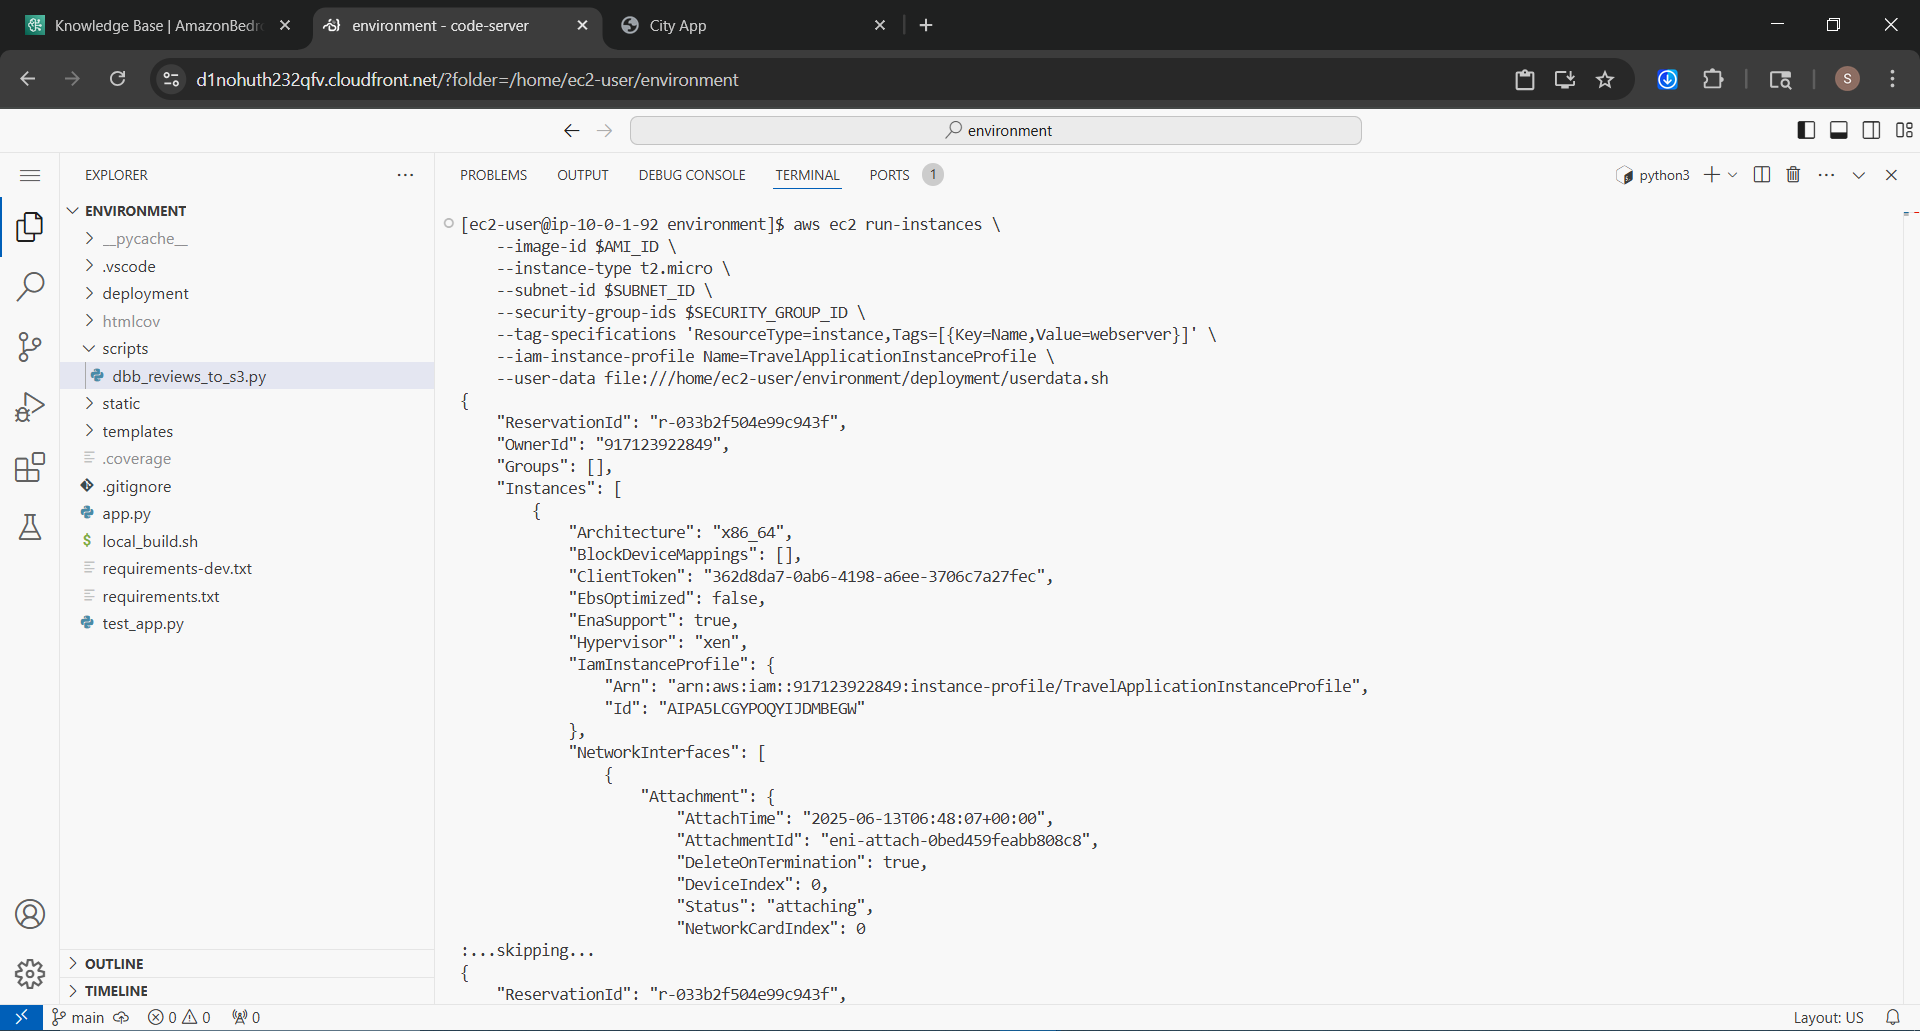 Knowledge Base | AmazonBedr
environment - code-server
City App
d1nohuth232qfv.cloudfront.net/?folder=/home/ec2-user/environment
S
environment
EXPLORER
PROBLEMS
OUTPUT
DEBUG CONSOLE
TERMINAL
PORTS
1
python3
ENVIRONMENT
__pycache__
.vscode
deployment
htmlcov
scripts
dbb_reviews_to_s3.py
static
templates
.coverage
.gitignore
app.py
$ local_build.sh
requirements-dev.txt
requirements.txt
test_app.py
OUTLINE
TIMELINE
[ec2-user@ip-10-0-1-92 environment]$ aws ec2 run-instances \
--image-id $AMI_ID \
--instance-type t2.micro \
--subnet-id $SUBNET_ID \
--security-group-ids $SECURITY_GROUP_ID \
--tag-specifications 'ResourceType=instance,Tags=[{Key=Name,Value=webserver}]' \
--iam-instance-profile Name=TravelApplicationInstanceProfile \
--user-data file:///home/ec2-user/environment/deployment/userdata.sh
{
"ReservationId": "r-033b2f504e99c943f",
"OwnerId": "917123922849",
"Groups": [],
"Instances": [
{
"Architecture": "x86_64",
"BlockDeviceMappings": [],
"ClientToken": "362d8da7-0ab6-4198-a6ee-3706c7a27fec",
"EbsOptimized": false,
"EnaSupport": true,
"Hypervisor": "xen",
"IamInstanceProfile": {
"Arn": "arn:aws:iam::917123922849:instance-profile/TravelApplicationInstanceProfile",
"Id": "AIPA5LCGYPOQYIJDMBEGW"
},
"NetworkInterfaces": [
{
"Attachment": {
"AttachTime": "2025-06-13T06:48:07+00:00",
"AttachmentId": "eni-attach-0bed459feabb808c8",
"DeleteOnTermination": true,
"DeviceIndex": 0,
"Status": "attaching",
"NetworkCardIndex": 0
:...skipping...
{
"ReservationId": "r-033b2f504e99c943f",
main
0
0
0
Layout: US